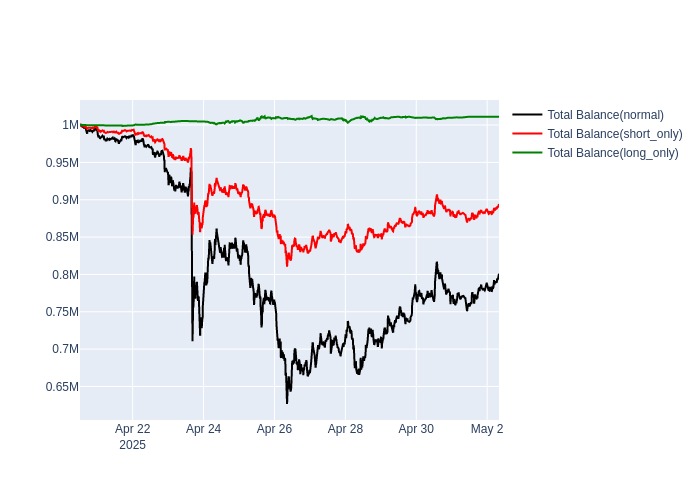 Total Balance(normal)
Total Balance(short_only)
Total Balance(long_only)
1M
0.95M
0.9M
0.85M
0.8M
0.75M
0.7M
0.65M
Apr 22
2025
Apr 24
Apr 26
Apr 28
Apr 30
May 2